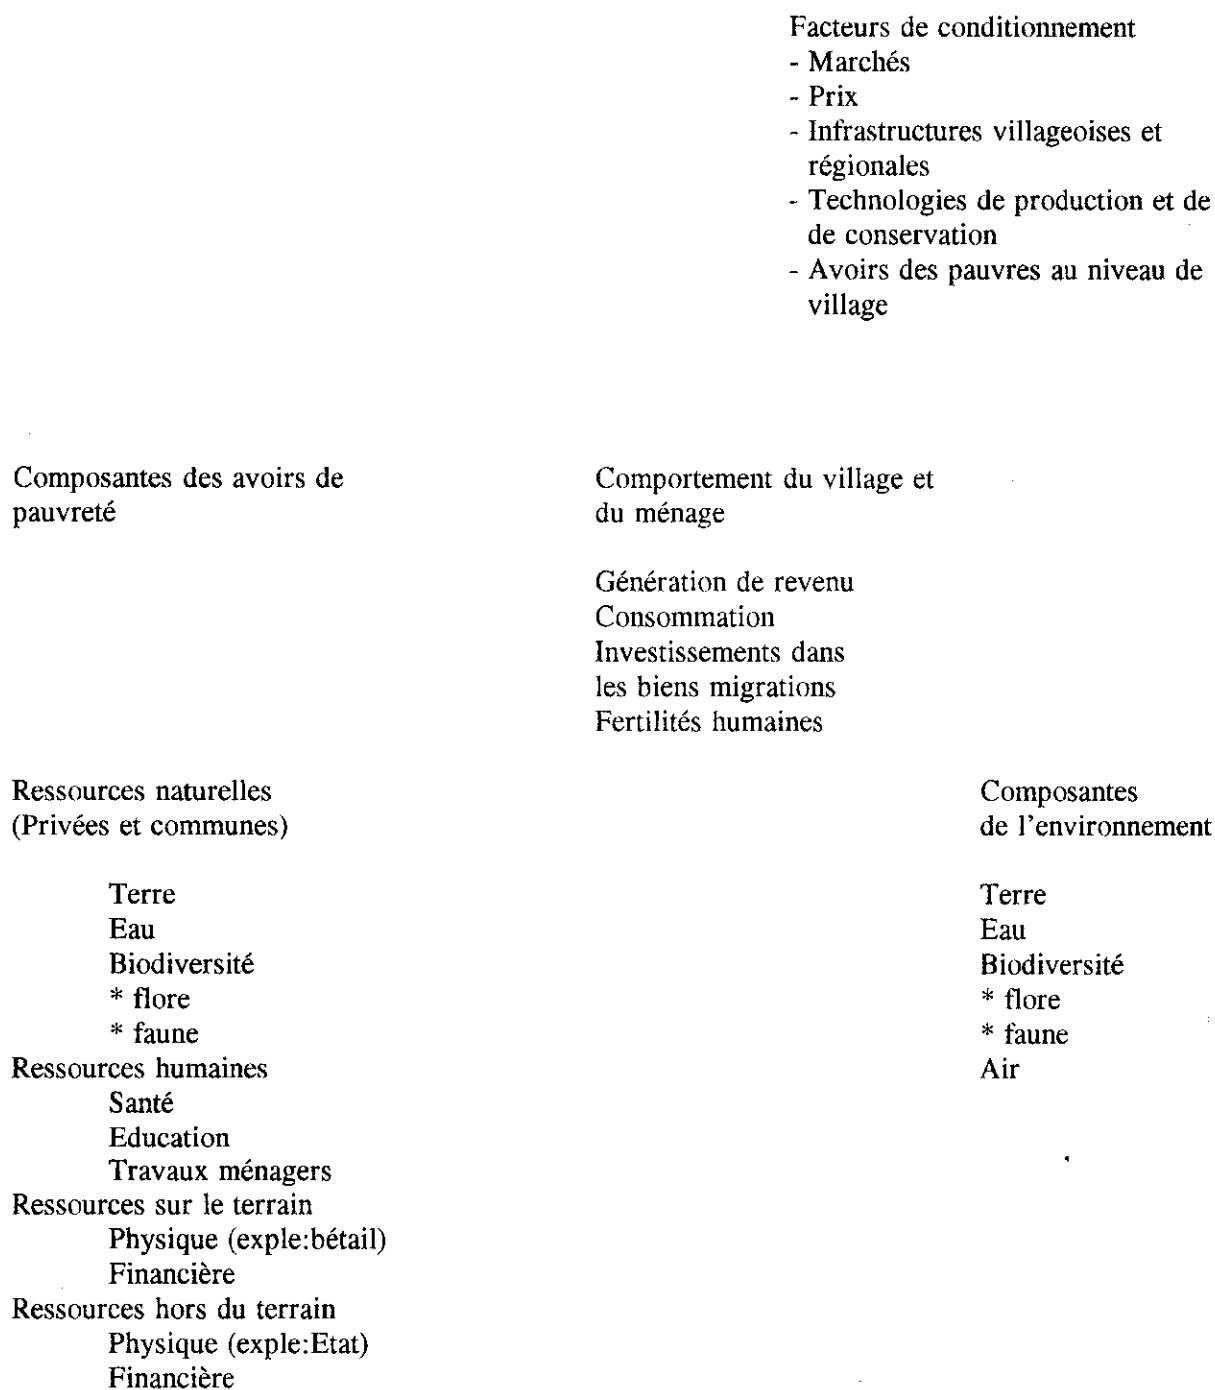 Facteurs de conditionnement
- Marchés
- Prix
- Infrastructures villageoises et
régionales
- Technologies de production et de
de conservation
- Avoirs des pauvres au niveau de
village
Composantes des avoirs de
pauvreté
Comportement du village et
du ménage
Génération de revenu
Consommation
Investissements dans
les biens migrations
Fertilités humaines
Ressources naturelles
(Privées et communes)
Terre
Eau
Biodiversité
* flore
* faune
Ressources humaines
Santé
Education
Travaux ménagers
Ressources sur le terrain
Physique (exple:bétail)
Financière
Ressources hors du terrain
Physique (exple:Etat)
Financière
Composantes
de l'environnement
Terre
Eau
Biodiversité
* flore
* faune
Air